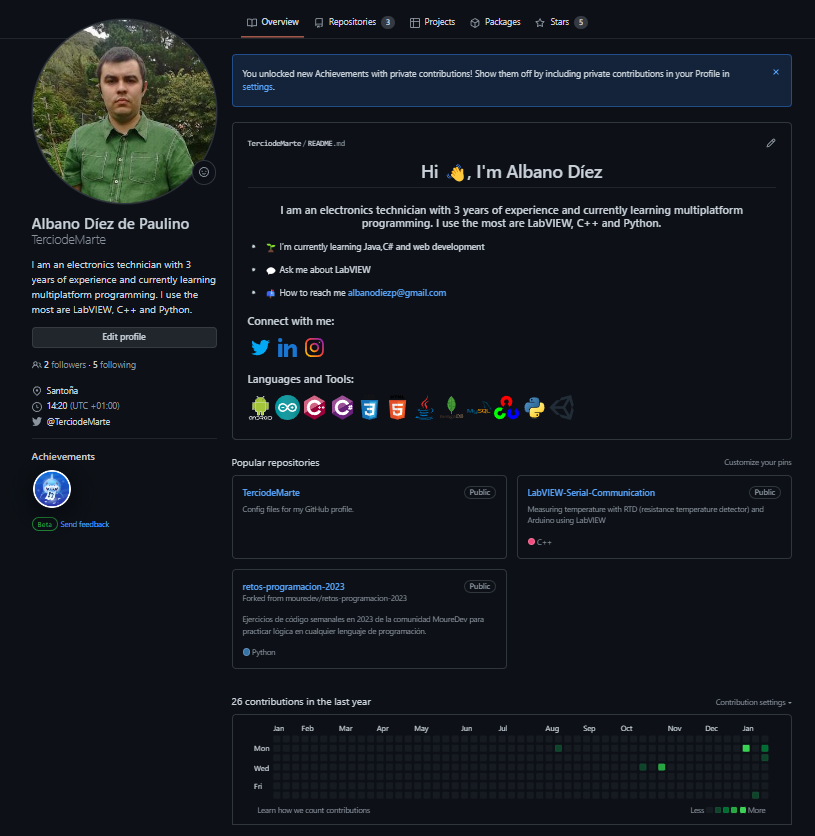 Overview
Repositories 3
Projects
Packages
Stars 5
You unlocked new Achievements with private contributions! Show them off by including private contributions in your Profile in
settings.
TerciodeMarte / README.md
Hi 👋, I'm Albano Díez
I am an electronics technician with 3 years of experience and currently learning multiplatform
programming. I use the most are LabVIEW, C++ and Python.
🌱 I'm currently learning Java,C# and web development
💬 Ask me about LabVIEW
📫 How to reach me albanodiezp@gmail.com
Connect with me:
Languages and Tools:
Albano Díez de Paulino
TerciodeMarte
I am an electronics technician with 3
years of experience and currently learning
multiplatform programming. I use the
most are LabVIEW, C++ and Python.
Edit profile
2 followers · 5 following
Santoña
14:20 (UTC +01:00)
@TerciodeMarte
Achievements
Beta Send feedback
Popular repositories
Customize your pins
TerciodeMarte Public
Config files for my GitHub profile.
LabVIEW-Serial-Communication Public
Measuring temperature with RTD (resistance temperature detector) and
Arduino using LabVIEW
C++
retos-programacion-2023 Public
Forked from mouredev/retos-programacion-2023
Ejercicios de código semanales en 2023 de la comunidad MoureDev para
practicar lógica en cualquier lenguaje de programación.
Python
26 contributions in the last year
Contribution settings
Jan Feb Mar Apr May Jun Jul Aug Sep Oct Nov Dec Jan
Mon
Wed
Fri
Learn how we count contributions
Less More